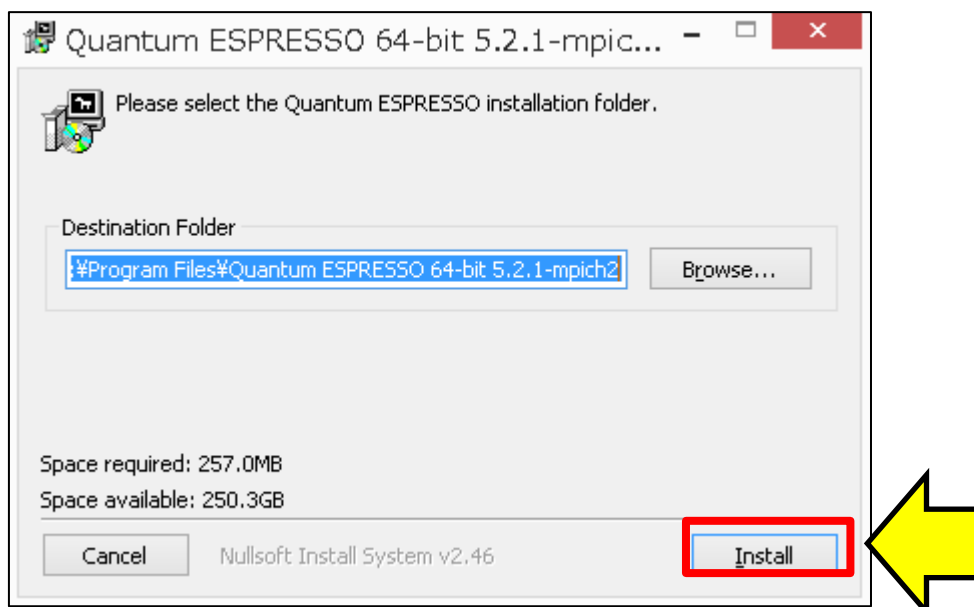 Quantum ESPRESSO 64-bit 5.2.1-mpic...
Please select the Quantum ESPRESSO installation folder.
Destination Folder
:¥Program Files¥Quantum ESPRESSO 64-bit 5.2.1-mpich2
Browse...
Space required: 257.0MB
Space available: 250.3GB
Cancel
Nullsoft Install System v2.46
Install